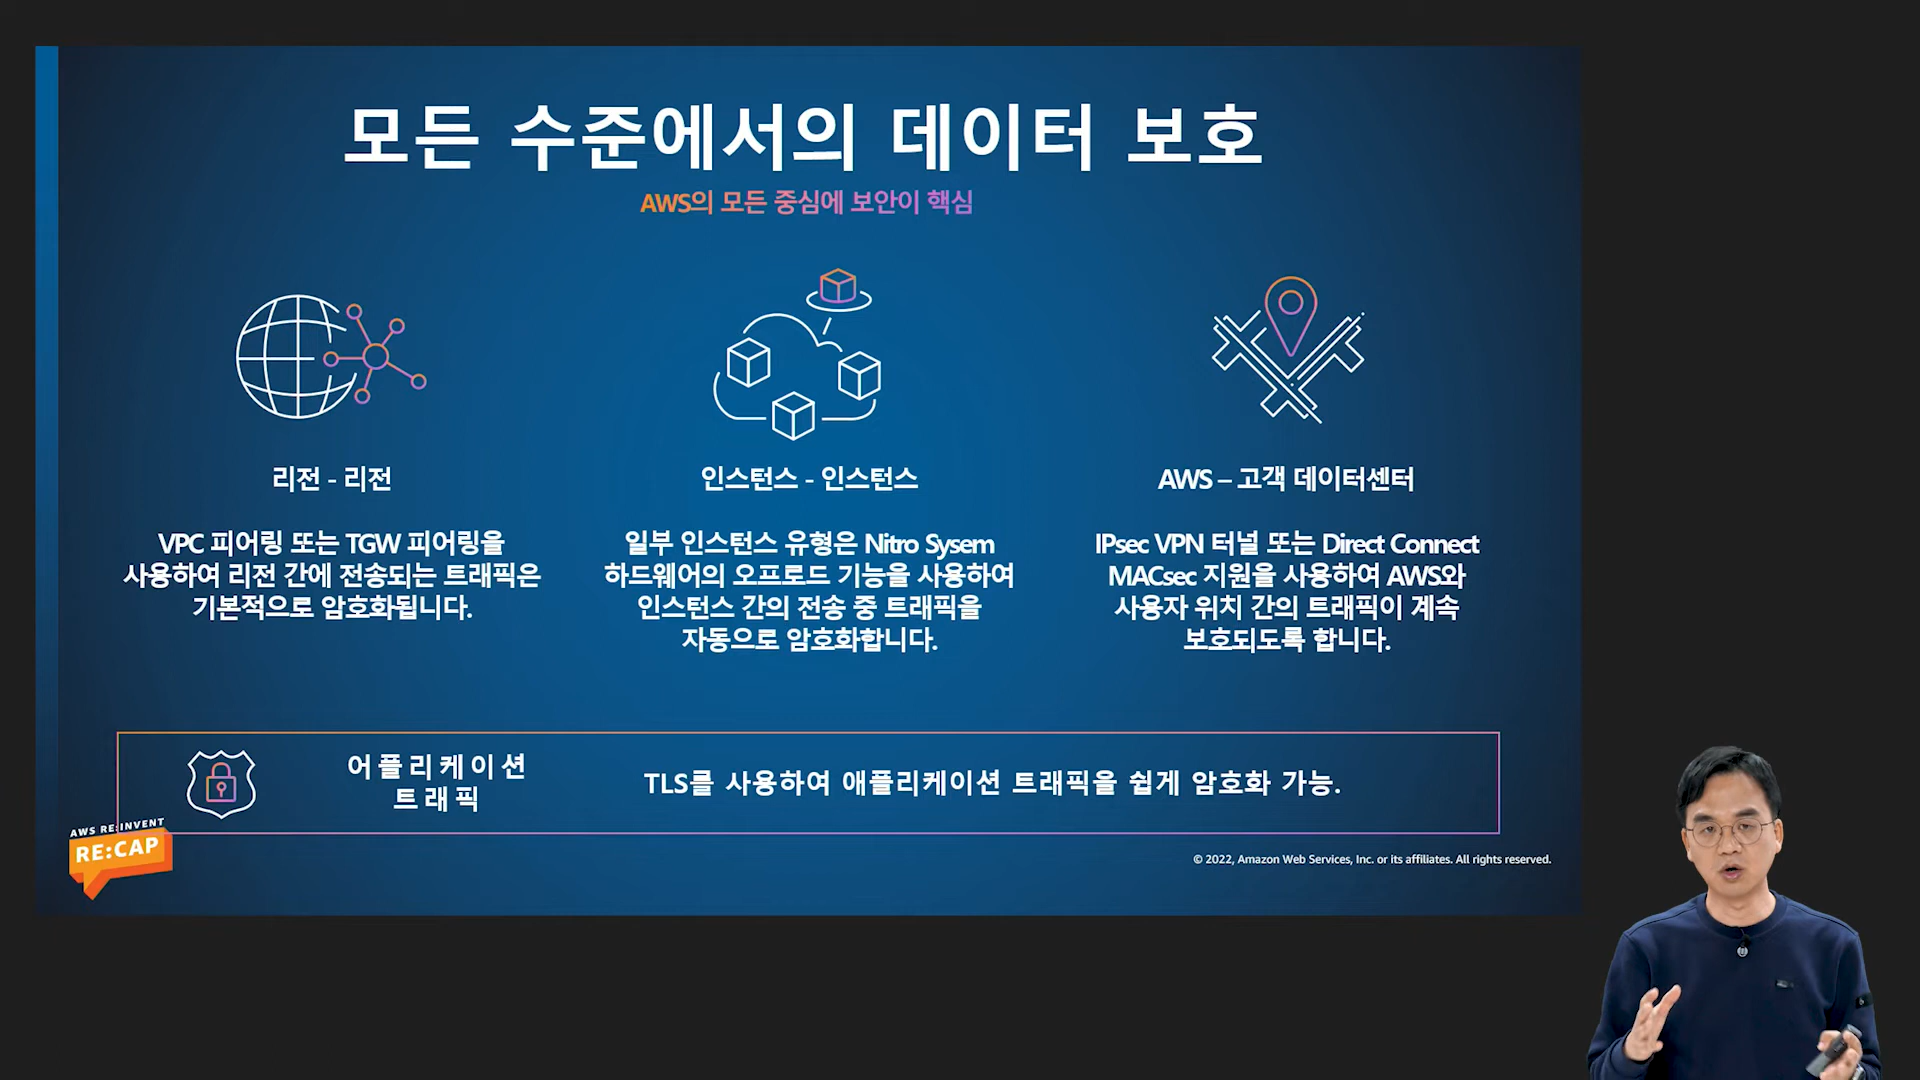 모든 수준에서의 데이터 보호
AWS의 모든 중심에 보안이 핵심
리전 - 리전
VPC 피어링 또는 TGW 피어링을
사용하여 리전 간에 전송되는 트래픽은
기본적으로 암호화됩니다.
인스턴스 - 인스턴스
일부 인스턴스 유형은 Nitro Sysem
하드웨어의 오프로드 기능을 사용하여
인스턴스 간의 전송 중 트래픽을
자동으로 암호화합니다.
AWS – 고객 데이터센터
IPsec VPN 터널 또는 Direct Connect
MACsec 지원을 사용하여 AWS와
사용자 위치 간의 트래픽이 계속
보호되도록 합니다.
어플리케이션
트래픽
TLS를 사용하여 애플리케이션 트래픽을 쉽게 암호화 가능.
AWS RE:INVENT
RE:CAP
© 2022, Amazon Web Services, Inc. or its affiliates. All rights reserved.